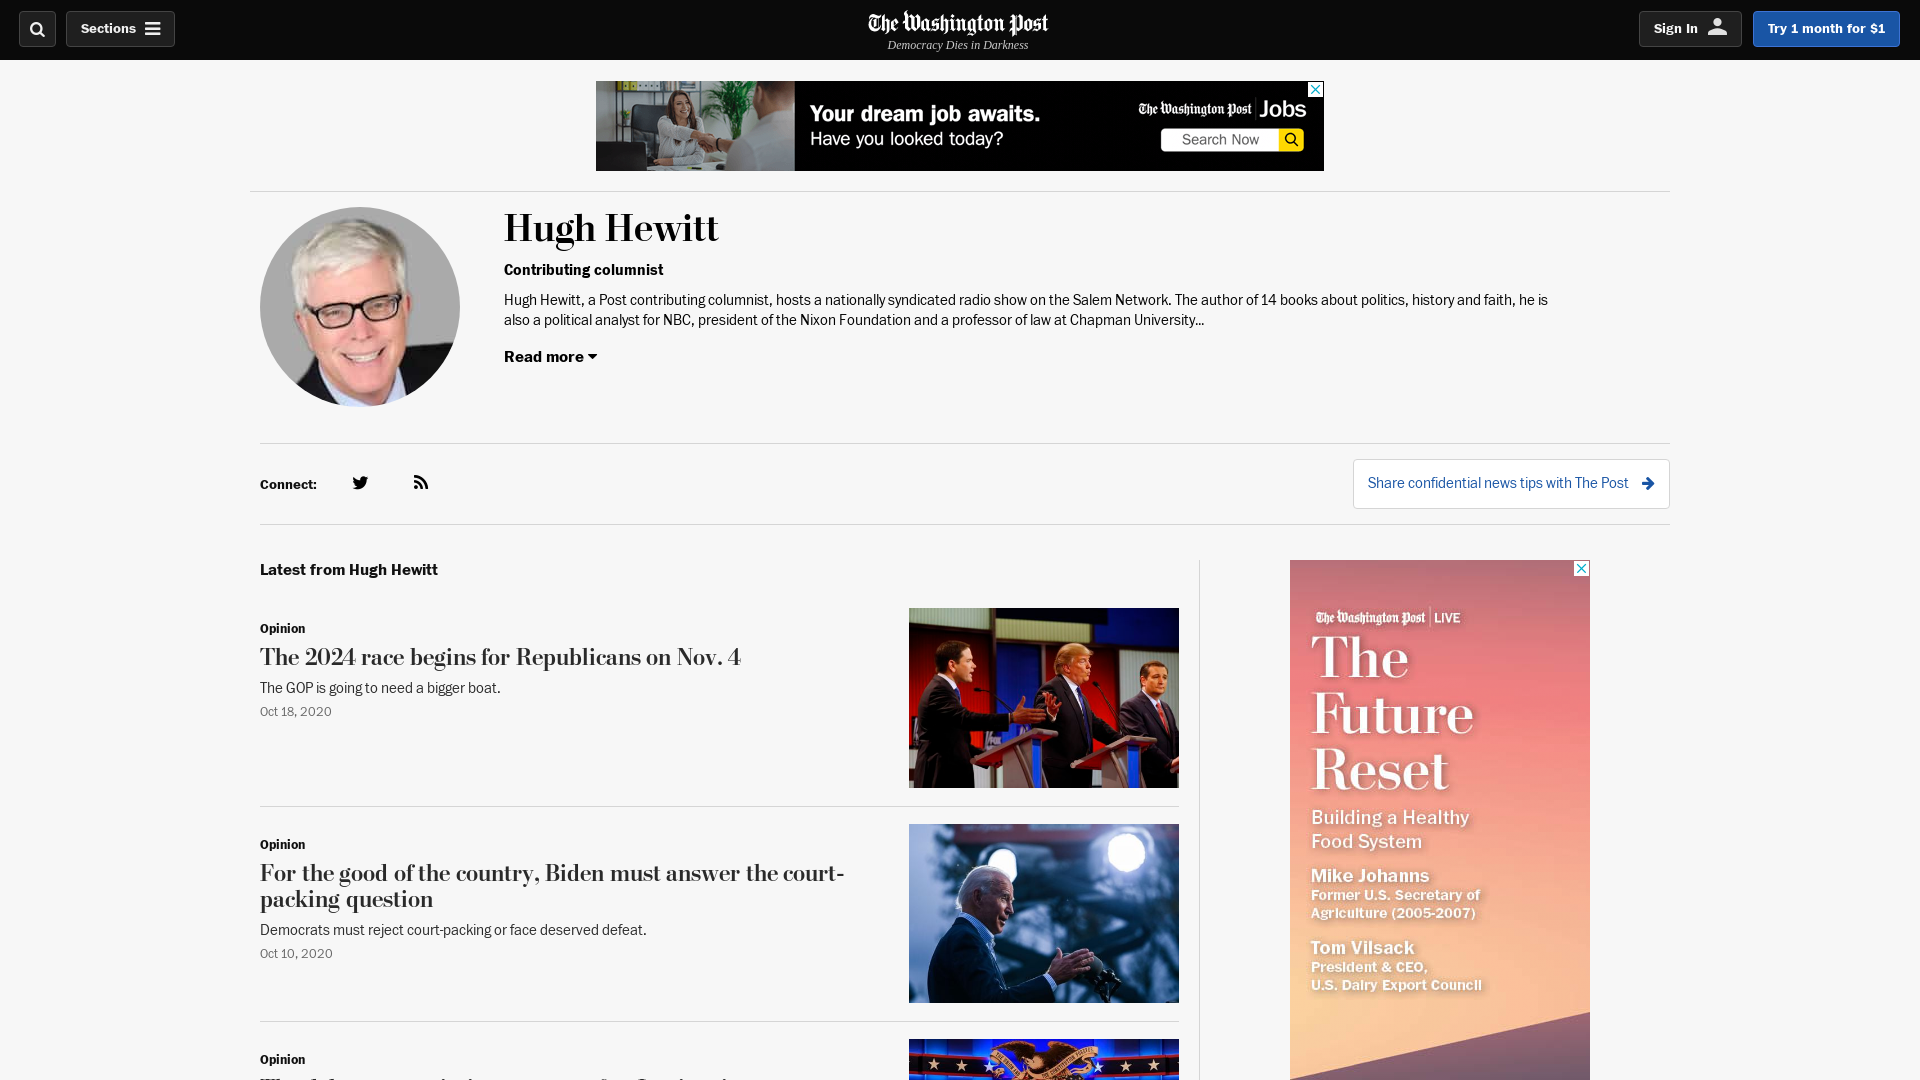 Sections
The Washington Post
Democracy Dies in Darkness
Sign In
Try 1 month for $1
Your dream job awaits.
Have you looked today?
The Washington Post Jobs
Search Now
Hugh Hewitt
Contributing columnist
Hugh Hewitt, a Post contributing columnist, hosts a nationally syndicated radio show on the Salem Network. The author of 14 books about politics, history and faith, he is
also a political analyst for NBC, president of the Nixon Foundation and a professor of law at Chapman University...
Read more
Connect:
Share confidential news tips with The Post
Latest from Hugh Hewitt
Opinion
The 2024 race begins for Republicans on Nov. 4
The GOP is going to need a bigger boat.
Oct 18, 2020
Opinion
For the good of the country, Biden must answer the court-
packing question
Democrats must reject court-packing or face deserved defeat.
Oct 10, 2020
Opinion
The Washington Post LIVE
The
Future
Reset
Building a Healthy
Food System
Mike Johanns
Former U.S. Secretary of
Agriculture (2005-2007)
Tom Vilsack
President & CEO,
U.S. Dairy Export Council